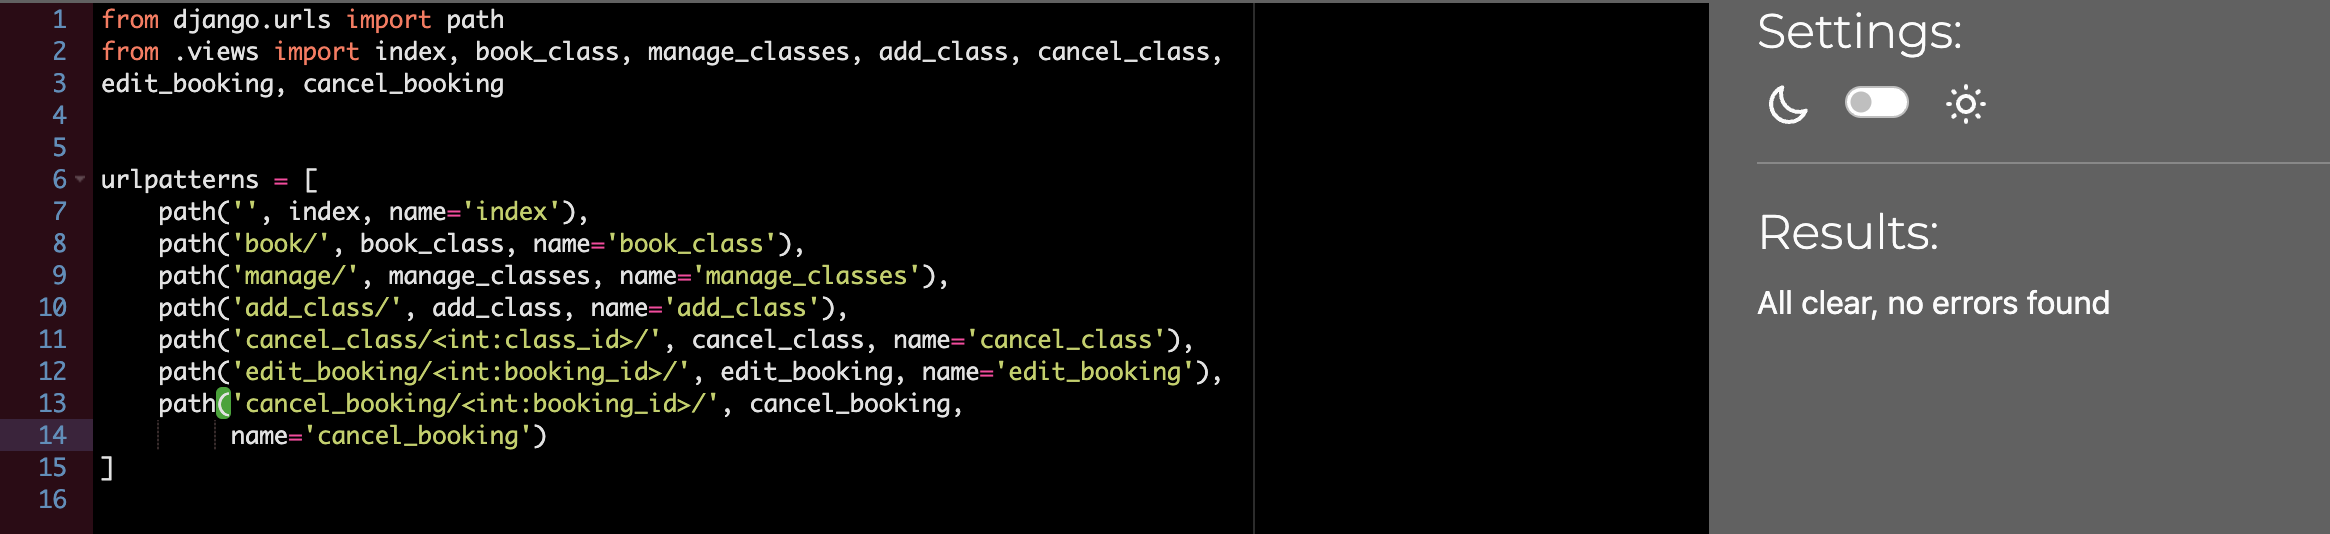 1 from django.urls import path
2 from .views import index, book_class, manage_classes, add_class, cancel_class,
3 edit_booking, cancel_booking
4
5
6 urlpatterns = [
7     path('', index, name='index'),
8     path('book/', book_class, name='book_class'),
9     path('manage/', manage_classes, name='manage_classes'),
10     path('add_class/', add_class, name='add_class'),
11     path('cancel_class/<int:class_id>/', cancel_class, name='cancel_class'),
12     path('edit_booking/<int:booking_id>/', edit_booking, name='edit_booking'),
13     path('cancel_booking/<int:booking_id>/', cancel_booking,
14          name='cancel_booking')
15 ]
16
Settings:
Results:
All clear, no errors found